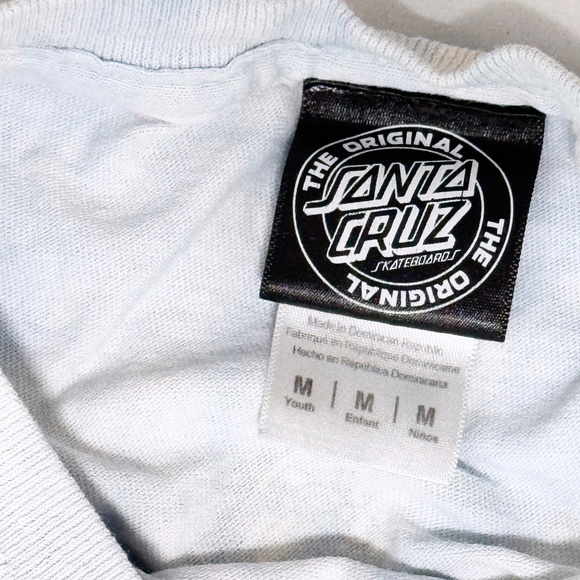 THE ORIGINAL
SANTA
CRUZ
SKATEBOARDS
THE ORIGINAL
Made in Dominican Republic
Fabriqué en République Dominicaine
Hecho en República Dominicana
M | M | M
Youth Enfant Niños